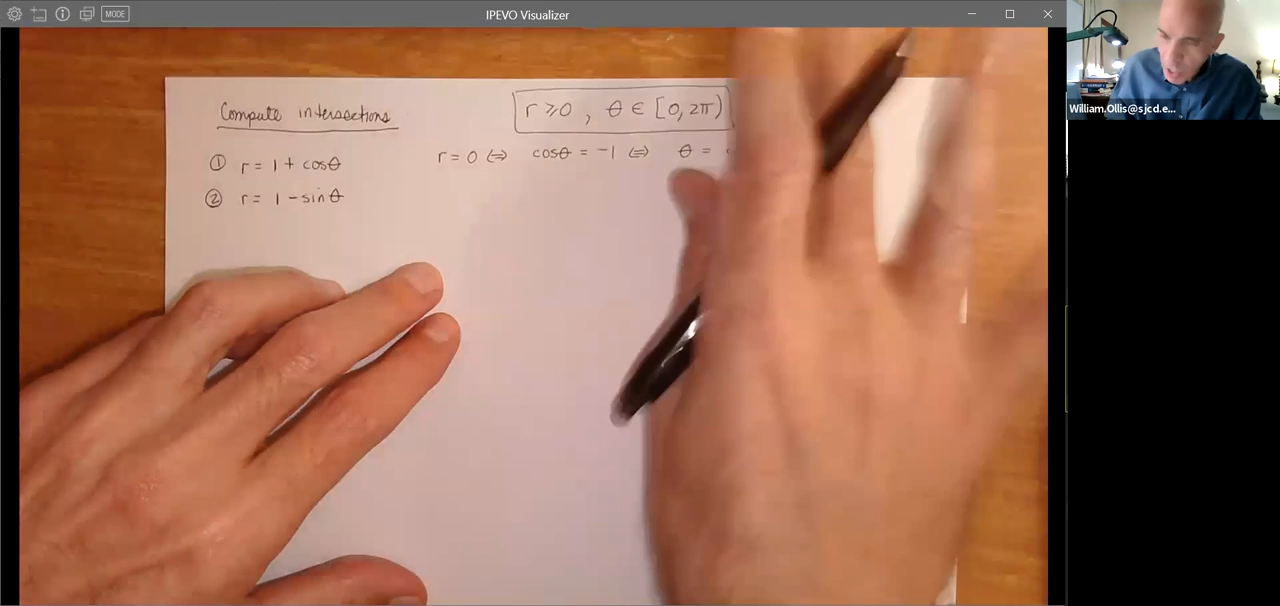 MODE
IPEVO Visualizer
William.Ollis@sjcd.e...
Compute intersections
r ≥ 0 , θ ∈ [0, 2π)
① r = 1 + cosθ
r = 0 ⇔ cosθ = -1 ⇔ θ =
② r = 1 - sinθ